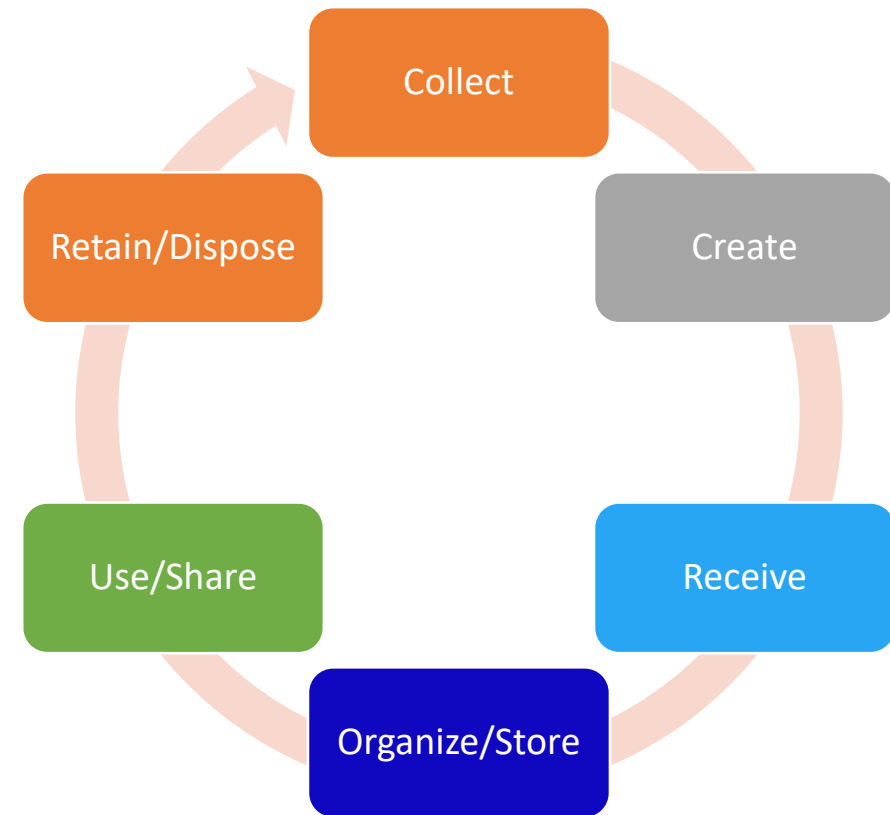 Collect
Create
Receive
Organize/Store
Use/Share
Retain/Dispose